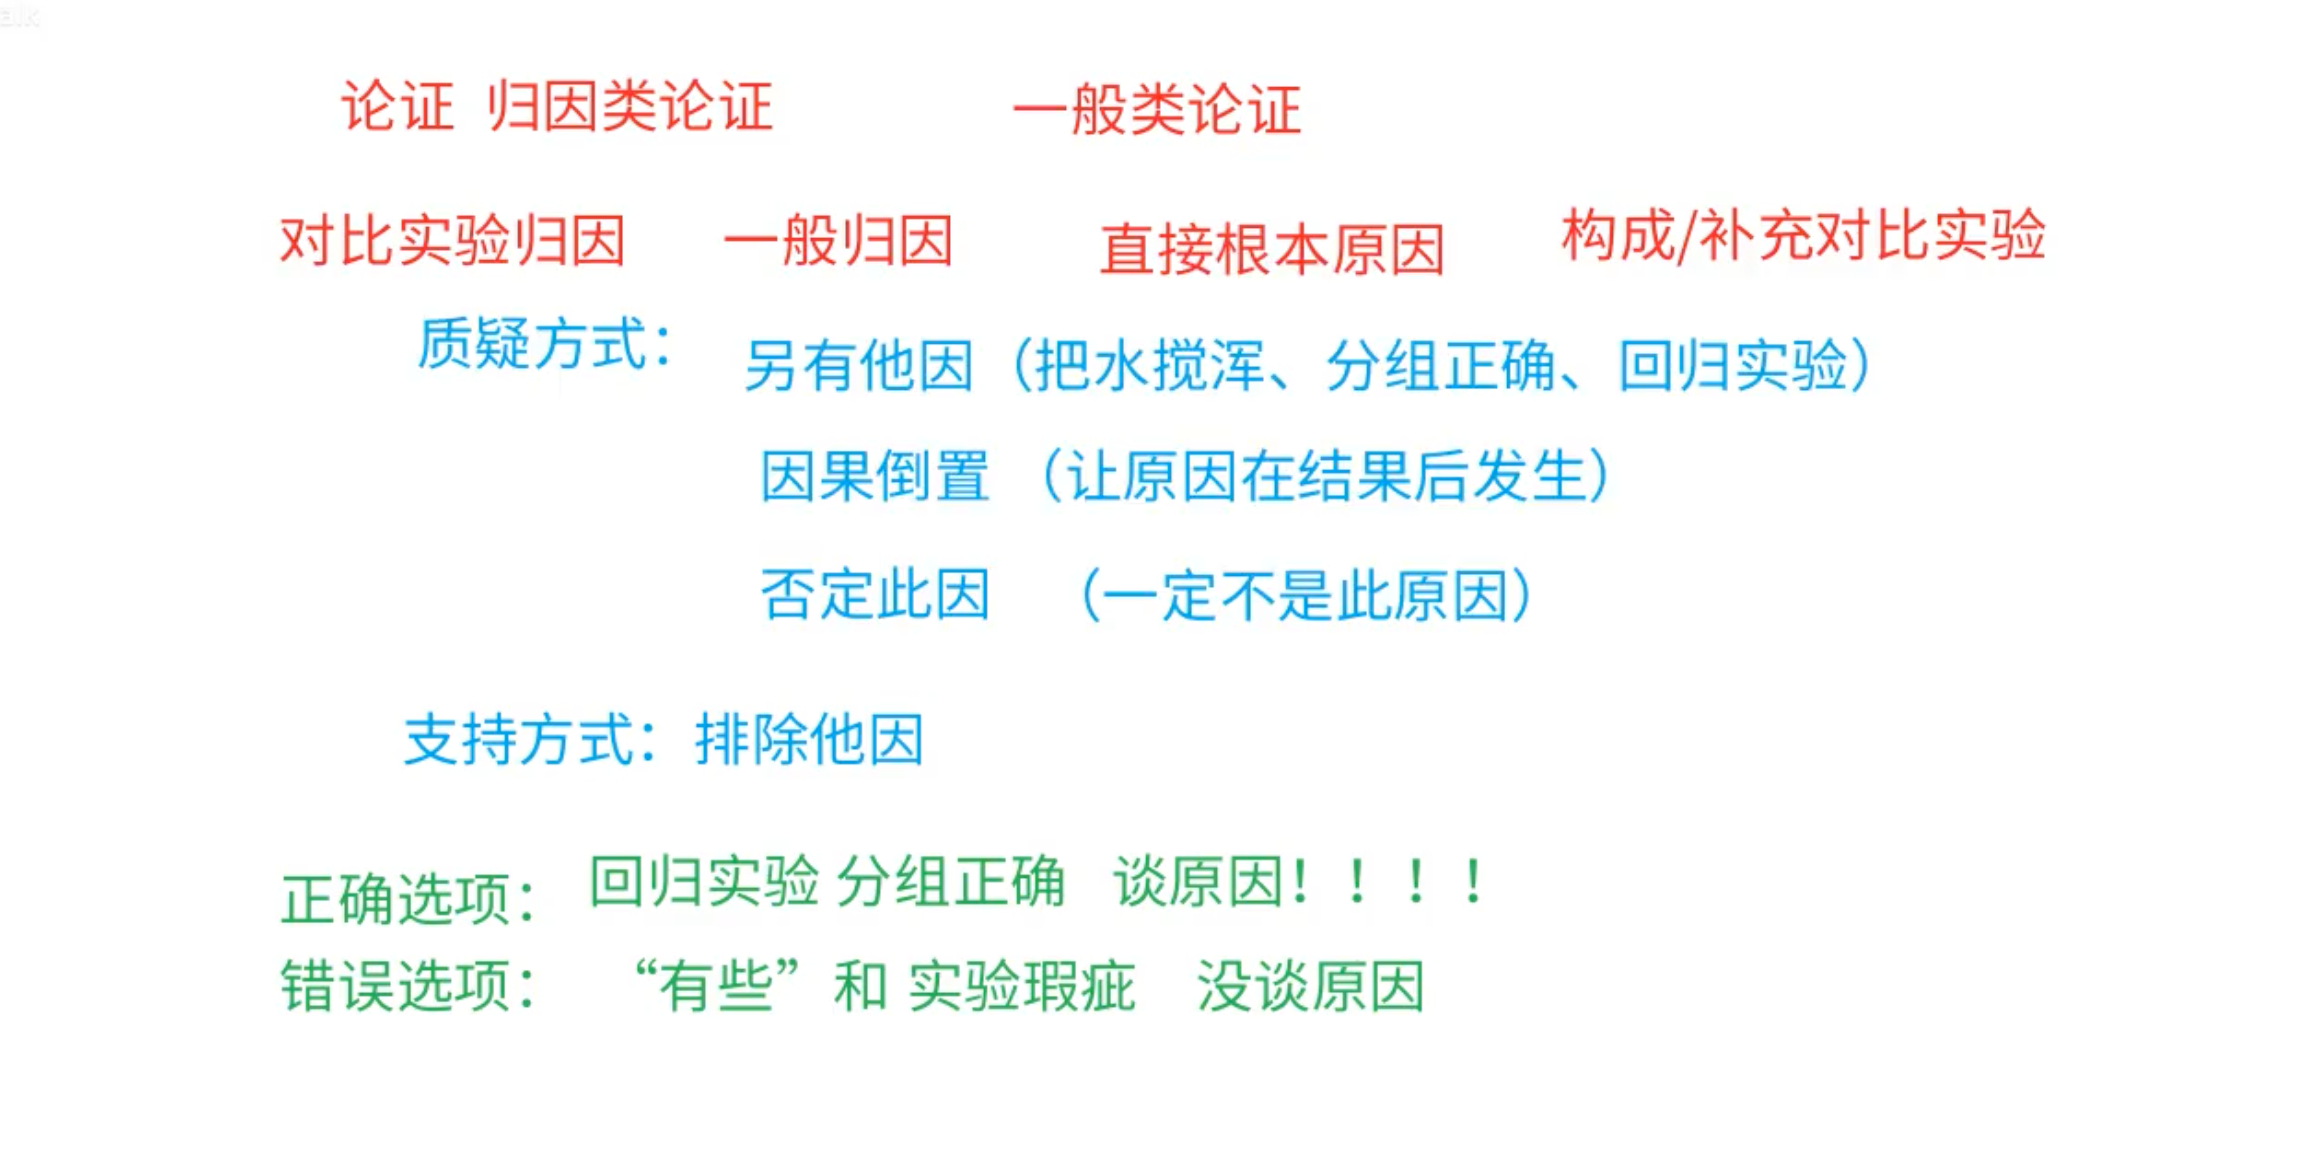 论证 归因类论证 一般类论证
对比实验归因 一般归因 直接根本原因 构成/补充对比实验
质疑方式： 另有他因（把水搅浑、分组正确、回归实验）
因果倒置 （让原因在结果后发生）
否定此因 （一定不是此原因）
支持方式：排除他因
正确选项： 回归实验 分组正确 谈原因！！！！
错误选项： “有些”和 实验瑕疵 没谈原因